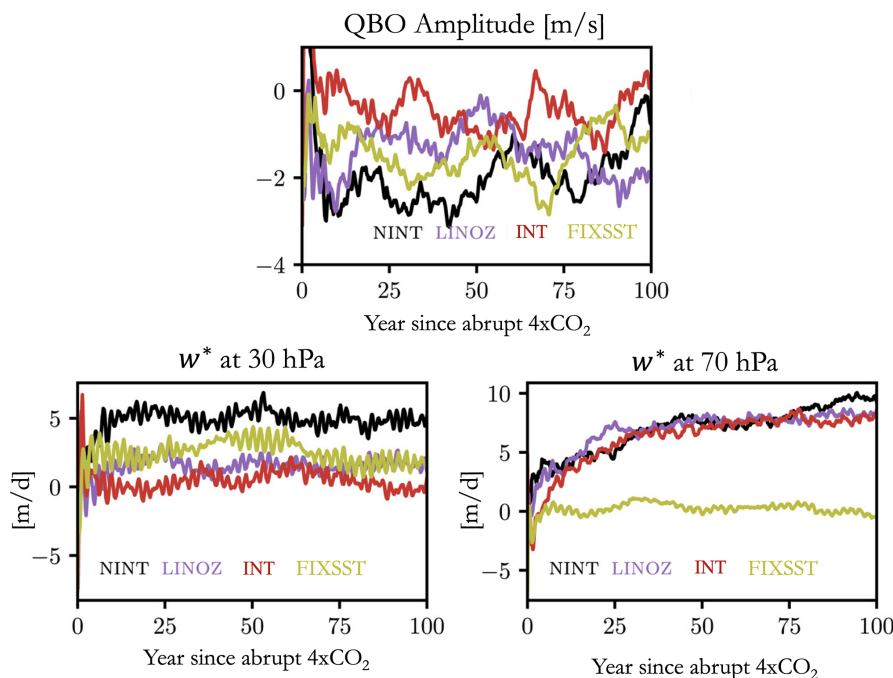 QBO Amplitude [m/s]
0
−2
−4
NINT LINOZ INT FIXSST
0 25 50 75 100
Year since abrupt 4xCO₂
w* at 30 hPa
[m/d]
5
0
−5
NINT LINOZ INT FIXSST
0 25 50 75 100
Year since abrupt 4xCO₂
w* at 70 hPa
[m/d]
10
5
0
−5
NINT LINOZ INT FIXSST
0 25 50 75 100
Year since abrupt 4xCO₂